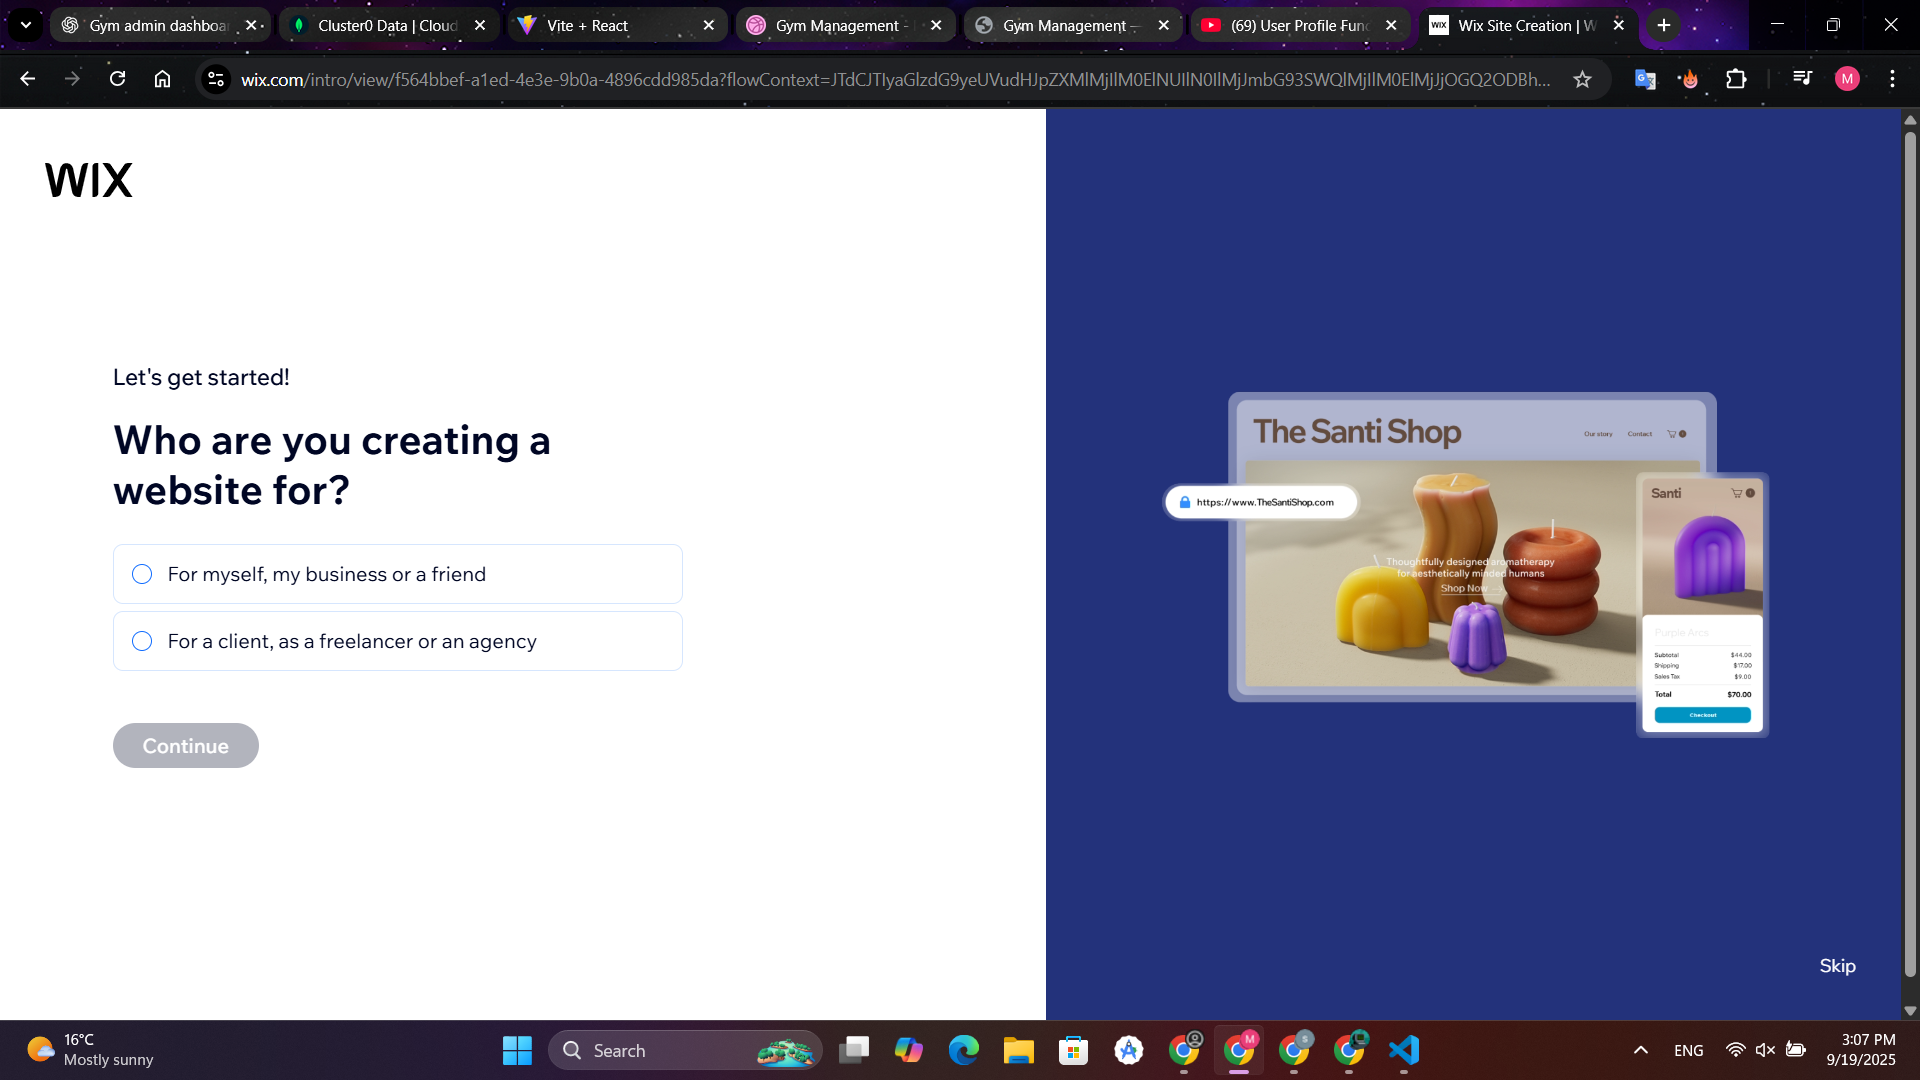 Gym admin dashboar
Cluster0 Data | Cloud
Vite + React
Gym Management -
Gym Management —
(69) User Profile Func
WIX
Wix Site Creation | W
wix.com/intro/view/f564bbef-a1ed-4e3e-9b0a-4896cdd985da?flowContext=JTdCJTIyaGlzdG9yeUVudHJpZXMlMjIlM0ElNUIlN0IlMjJmbG93SWQlMjIlM0ElMjJjOGQ2ODBh...
M
WIX
Let's get started!
Who are you creating a
website for?
For myself, my business or a friend
For a client, as a freelancer or an agency
Continue
The Santi Shop
Our story
Contact
https://www.TheSantiShop.com
Thoughtfully designed aromatherapy
for aesthetically minded humans
Shop Now
Santi
Purple Arcs
Subtotal $44.00
Shipping $17.00
Sales Tax $9.00
Total $70.00
Checkout
Skip
16°C
Mostly sunny
Search
M
S
ENG
3:07 PM
9/19/2025